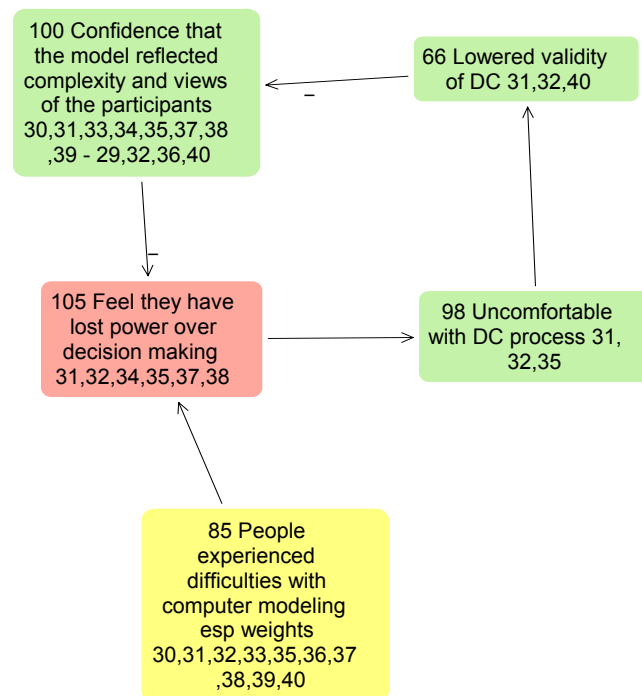 100 Confidence that
the model reflected
complexity and views
of the participants
30,31,33,34,35,37,38
,39 - 29,32,36,40
66 Lowered validity
of DC 31,32,40
–
–
105 Feel they have
lost power over
decision making
31,32,34,35,37,38
98 Uncomfortable
with DC process 31,
32,35
85 People
experienced
difficulties with
computer modeling
esp weights
30,31,32,33,35,36,37
,38,39,40